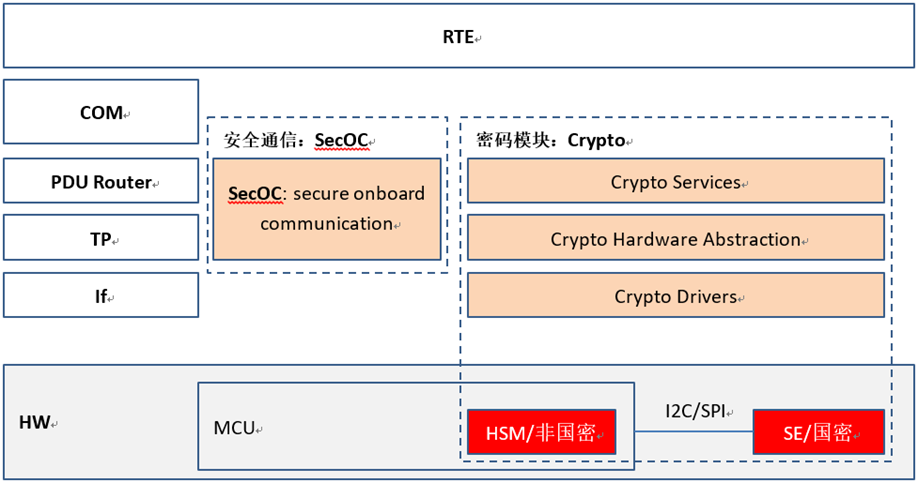 RTE
COM
安全通信：SecOC
密码模块：Crypto
PDU Router
SecOC: secure onboard
communication
Crypto Services
TP
Crypto Hardware Abstraction
If
Crypto Drivers
HW
MCU
HSM/非国密
I2C/SPI
SE/国密